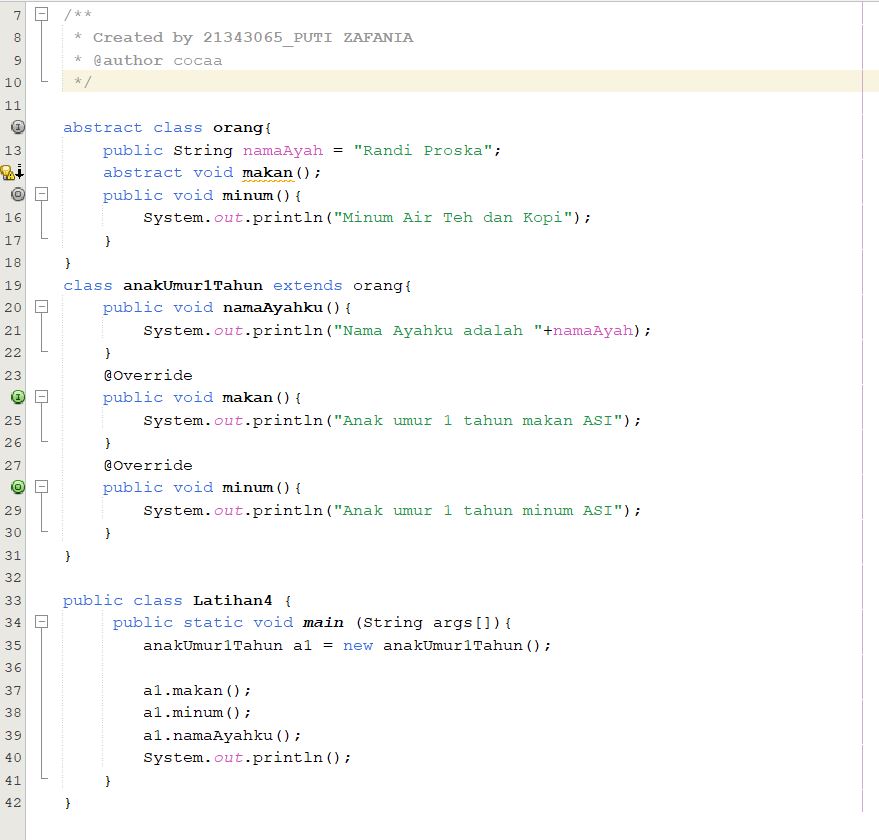 7 /**
8  * Created by 21343065_PUTI ZAFANIA
9  * @author cocaa
10  */
11
abstract class orang{
13     public String namaAyah = "Randi Proska";
    abstract void makan();
    public void minum(){
16         System.out.println("Minum Air Teh dan Kopi");
17     }
18 }
19 class anakUmur1Tahun extends orang{
20     public void namaAyahku(){
21         System.out.println("Nama Ayahku adalah "+namaAyah);
22     }
23     @Override
    public void makan(){
25         System.out.println("Anak umur 1 tahun makan ASI");
26     }
27     @Override
    public void minum(){
29         System.out.println("Anak umur 1 tahun minum ASI");
30     }
31 }
32
33 public class Latihan4 {
34      public static void main (String args[]){
35         anakUmur1Tahun a1 = new anakUmur1Tahun();
36
37         a1.makan();
38         a1.minum();
39         a1.namaAyahku();
40         System.out.println();
41     }
42 }